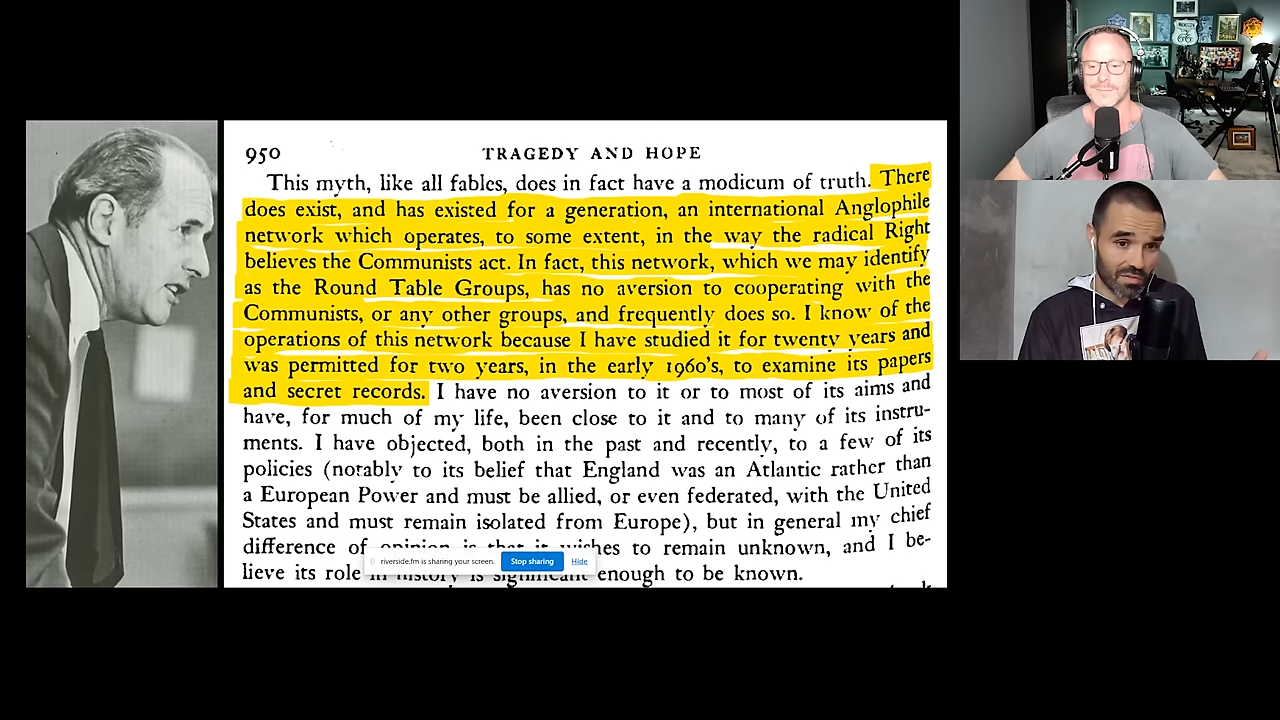 950
TRAGEDY AND HOPE
This myth, like all fables, does in fact have a modicum of truth. There
does exist, and has existed for a generation, an international Anglophile
network which operates, to some extent, in the way the radical Right
believes the Communists act. In fact, this network, which we may identify
as the Round Table Groups, has no aversion to cooperating with the
Communists, or any other groups, and frequently does so. I know of the
operations of this network because I have studied it for twenty years and
was permitted for two years, in the early 1960's, to examine its papers
and secret records. I have no aversion to it or to most of its aims and
have, for much of my life, been close to it and to many of its instru-
ments. I have objected, both in the past and recently, to a few of its
policies (notably to its belief that England was an Atlantic rather than
a European Power and must be allied, or even federated, with the United
States and must remain isolated from Europe), but in general my chief
difference of opinion is that it wishes to remain unknown, and I be-
lieve its role in history is significant enough to be known.
riverside.fm is sharing your screen.
Stop sharing
Hide